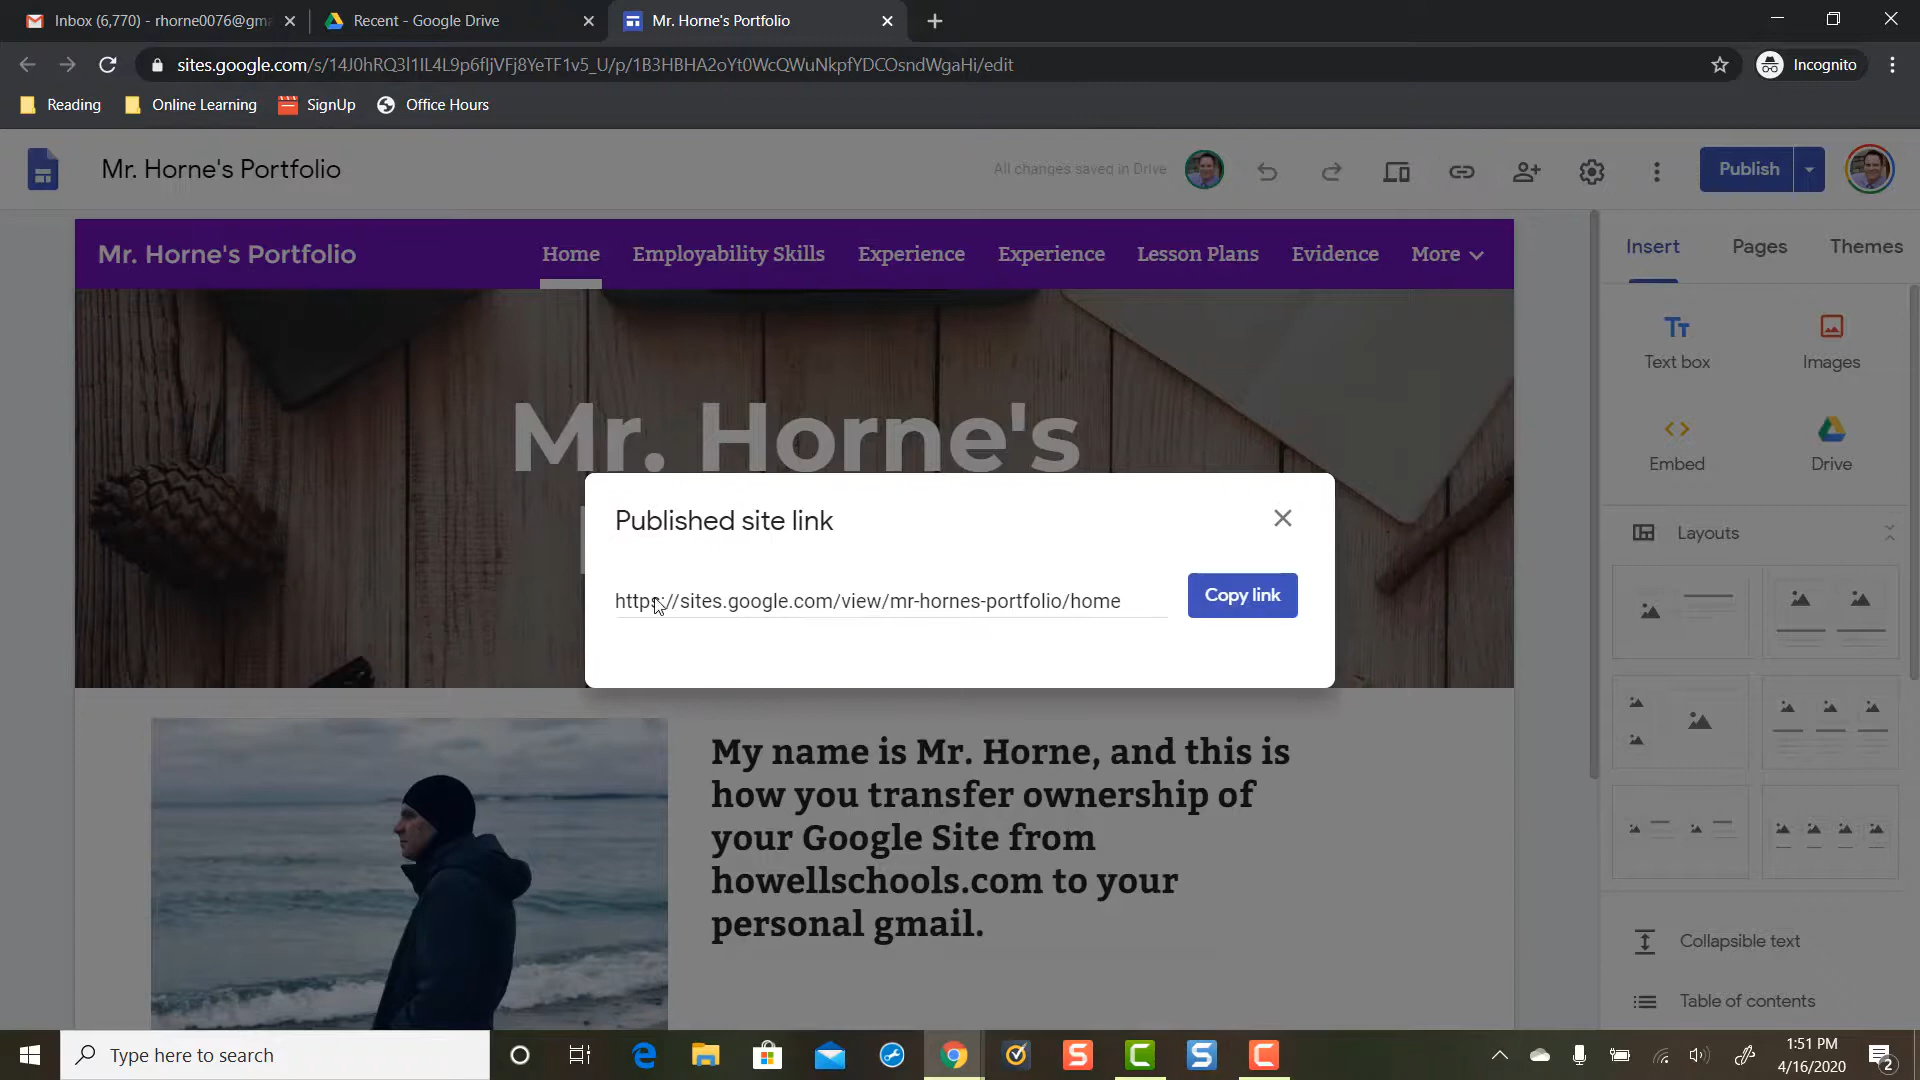 Inbox (6,770) - rhorne0076@gma
Recent - Google Drive
Mr. Horne's Portfolio
sites.google.com/s/14J0hRQ3l1IL4L9p6fIjVFj8YeTF1v5_U/p/1B3HBHA2oYt0WcQWuNkpfYDCOsndWgaHi/edit
Incognito
Reading
Online Learning
SignUp
Office Hours
Mr. Horne's Portfolio
All changes saved in Drive
Publish
Mr. Horne's Portfolio
Home
Employability Skills
Experience
Experience
Lesson Plans
Evidence
More
Insert
Pages
Themes
Text box
Images
Embed
Drive
Layouts
Collapsible text
Table of contents
Mr. Horne's
Published site link
https://sites.google.com/view/mr-hornes-portfolio/home
Copy link
My name is Mr. Horne, and this is
how you transfer ownership of
your Google Site from
howellschools.com to your
personal gmail.
Type here to search
1:51 PM
4/16/2020
2